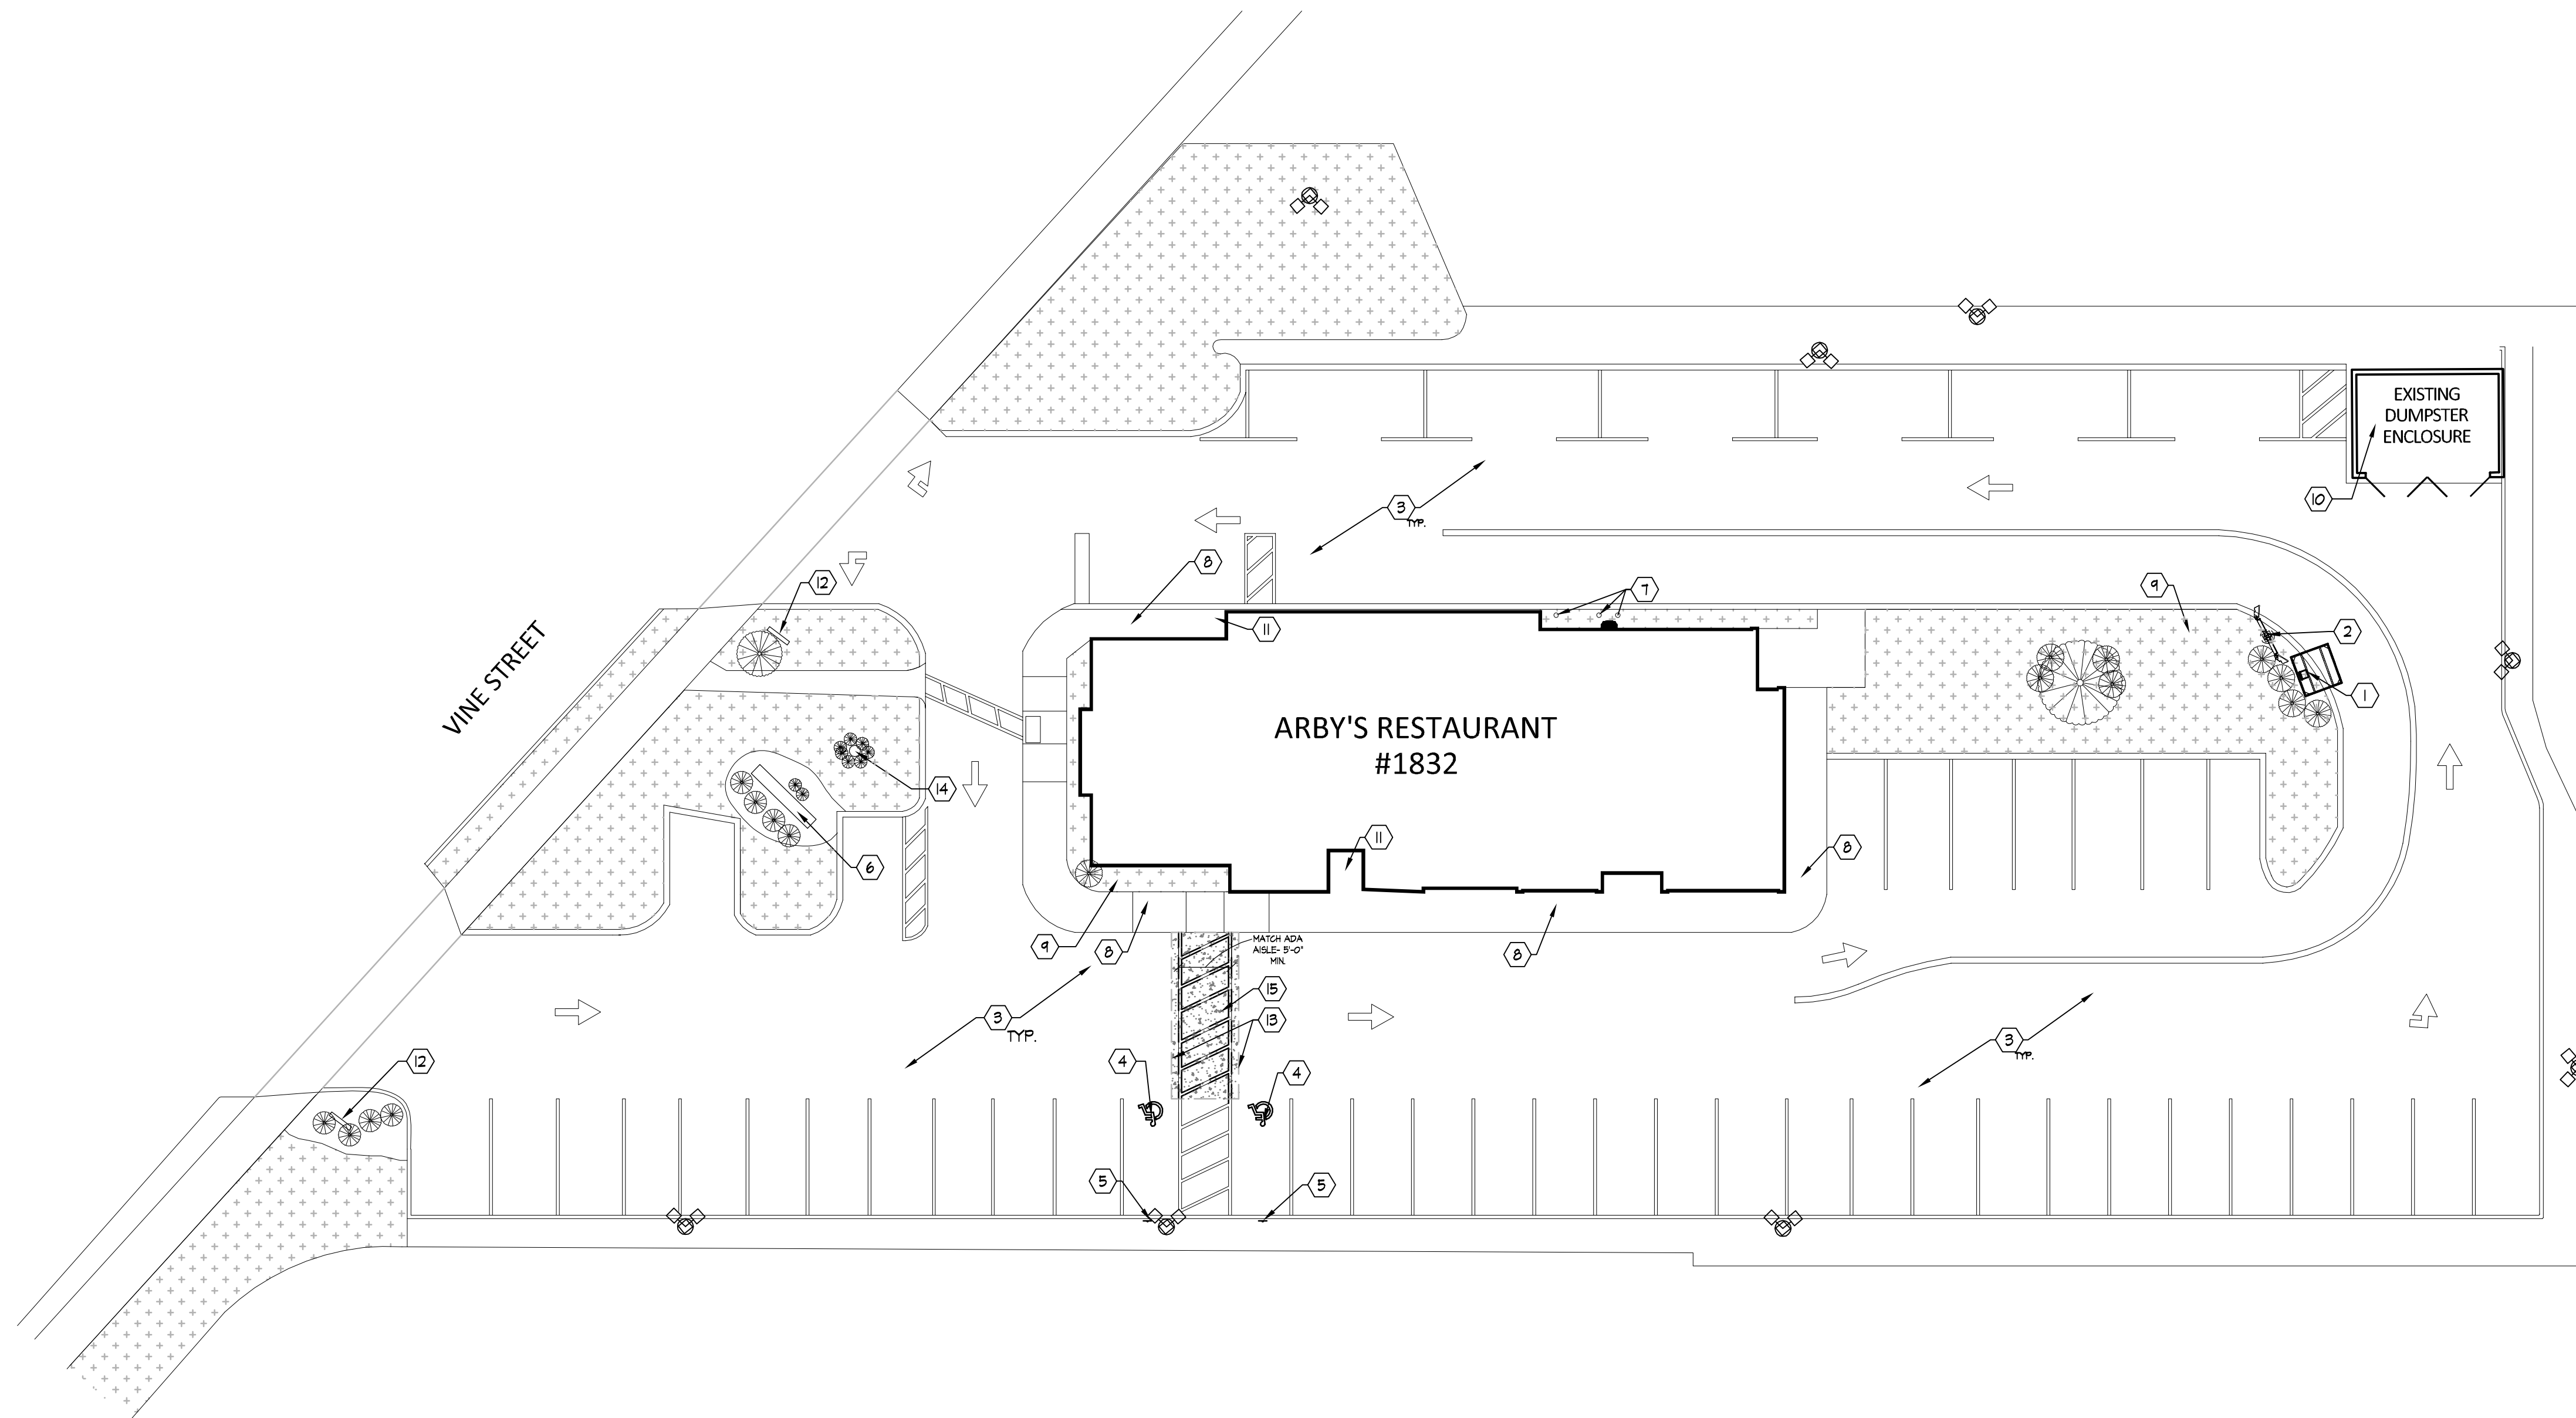 EXISTING
DUMPSTER
ENCLOSURE
10
3
TYP.
8
12
7
9
11
2
1
VINE STREET
ARBY'S RESTAURANT
#1832
14
11
8
6
9
8
MATCH ADA
AISLE- 5'-0"
MIN.
8
15
3
TYP.
13
3
TYP.
12
4
4
5
5